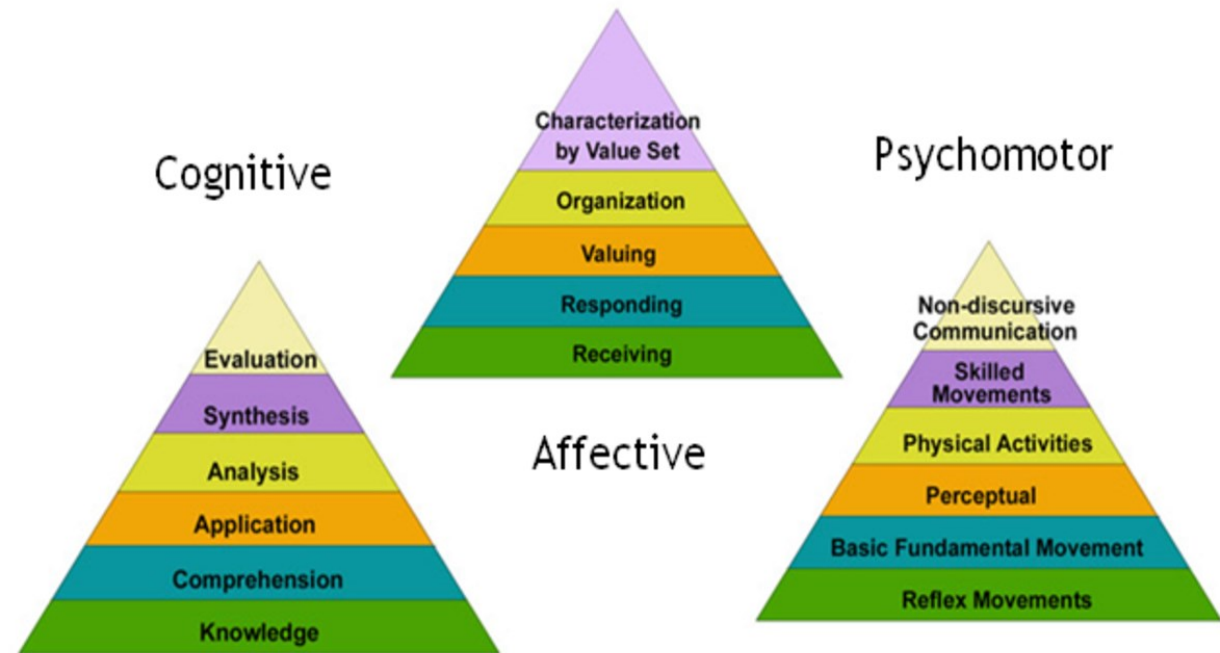 Cognitive
Evaluation
Synthesis
Analysis
Application
Comprehension
Knowledge
Characterization
by Value Set
Organization
Valuing
Responding
Receiving
Affective
Psychomotor
Non-discursive
Communication
Skilled
Movements
Physical Activities
Perceptual
Basic Fundamental Movement
Reflex Movements